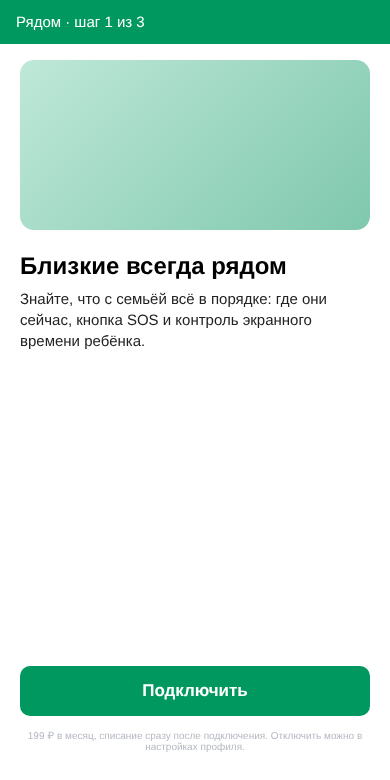 Рядом · шаг 1 из 3
Близкие всегда рядом
Знайте, что с семьёй всё в порядке: где они
сейчас, кнопка SOS и контроль экранного
времени ребёнка.
Подключить
199 ₽ в месяц, списание сразу после подключения. Отключить можно в
настройках профиля.